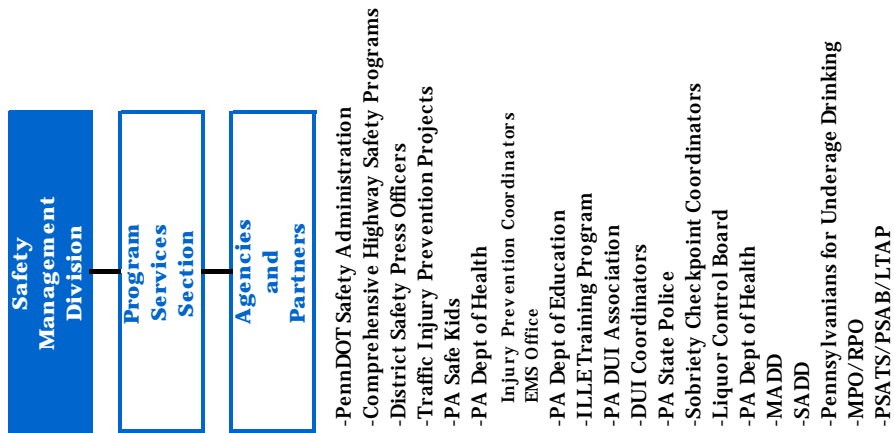 Safety
Management
Division
Program
Services
Section
Agencies
and
Partners
-PennDOT Safety Administration
-Comprehensive Highway Safety Programs
-District Safety Press Officers
-Traffic Injury Prevention Projects
-PA Safe Kids
-PA Dept of Health
Injury Prevention Coordinators
EMS Office
-PA Dept of Education
-ILLE Training Program
-PA DUI Association
-DUI Coordinators
-PA State Police
-Sobriety Checkpoint Coordinators
-Liquor Control Board
-PA Dept of Health
-MADD
-SADD
-Pennsylvanians for Underage Drinking
-MPO/RPO
-PSATS/PSAB/LTAP